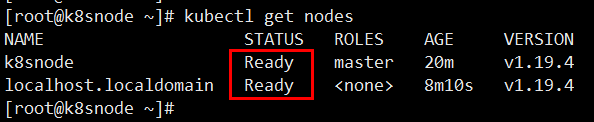 [root@k8snode ~]# kubectl get nodes
NAME STATUS ROLES AGE VERSION
k8snode Ready master 20m v1.19.4
localhost.localdomain Ready <none> 8m10s v1.19.4
[root@k8snode ~]#